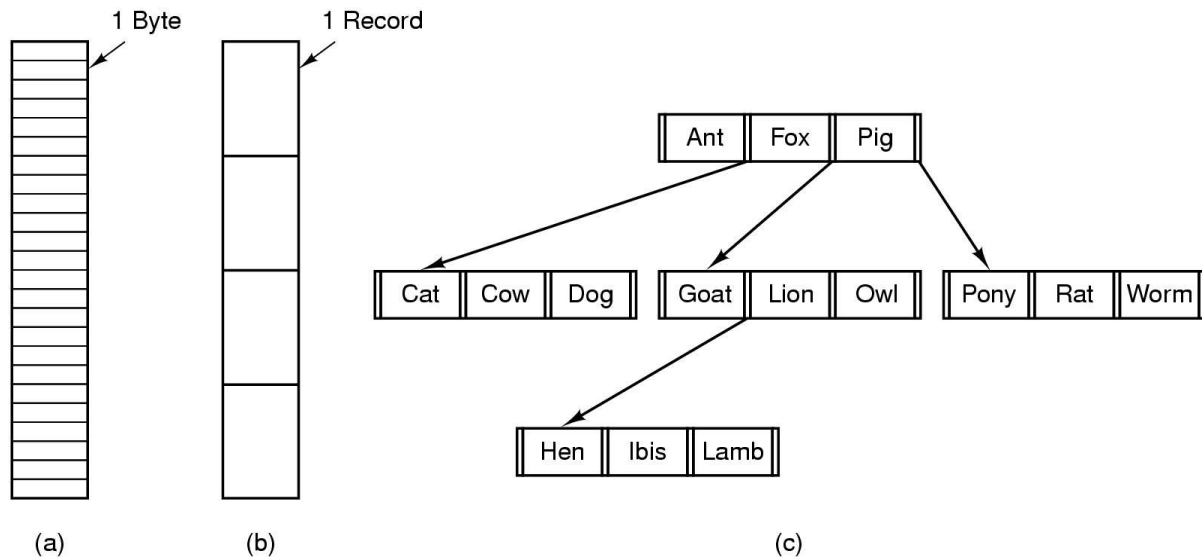 1 Byte
1 Record
Ant Fox Pig
Cat Cow Dog
Goat Lion Owl
Pony Rat Worm
Hen Ibis Lamb
(a)
(b)
(c)